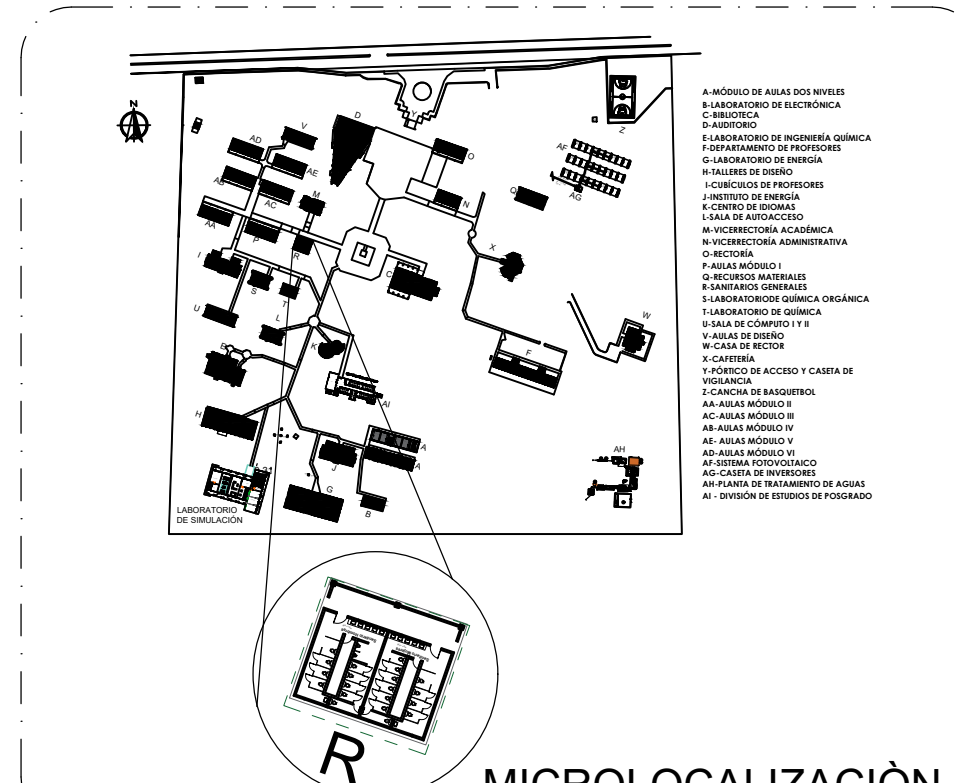 N
A-MÓDULO DE AULAS DOS NIVELES
B-LABORATORIO DE ELECTRÓNICA
C-BIBLIOTECA
D-AUDITORIO
E-LABORATORIO DE INGENIERÍA QUÍMICA
F-DEPARTAMENTO DE PROFESORES
G-LABORATORIO DE ENERGÍA
H-TALLERES DE DISEÑO
I-CUBÍCULOS DE PROFESORES
J-INSTITUTO DE ENERGÍA
K-CENTRO DE IDIOMAS
L-SALA DE AUTOACCESO
M-VICERRECTORÍA ACADÉMICA
N-VICERRECTORÍA ADMINISTRATIVA
O-RECTORÍA
P-AULAS MÓDULO I
Q-RECURSOS MATERIALES
R-SANITARIOS GENERALES
S-LABORATORIODE QUÍMICA ORGÁNICA
T-LABORATORIO DE QUÍMICA
U-SALA DE CÓMPUTO I Y II
V-AULAS DE DISEÑO
W-CASA DE RECTOR
X-CAFETERÍA
Y-PÓRTICO DE ACCESO Y CASETA DE
VIGILANCIA
Z-CANCHA DE BASQUETBOL
AA-AULAS MÓDULO II
AC-AULAS MÓDULO III
AB-AULAS MÓDULO IV
AE- AULAS MÓDULO V
AD-AULAS MÓDULO VI
AF-SISTEMA FOTOVOLTAICO
AG-CASETA DE INVERSORES
AH-PLANTA DE TRATAMIENTO DE AGUAS
AI - DIVISIÓN DE ESTUDIOS DE POSGRADO
D
Y
Z
V
AD
AE
O
AF
AB
AC
M
N
Q
AG
AA
P
R
X
I
S
T
C
U
L
K
W
E
F
AI
H
A
J
A
AH
G
B
LABORATORIO
DE SIMULACIÓN
R
MICROLOCALIZACIÒN